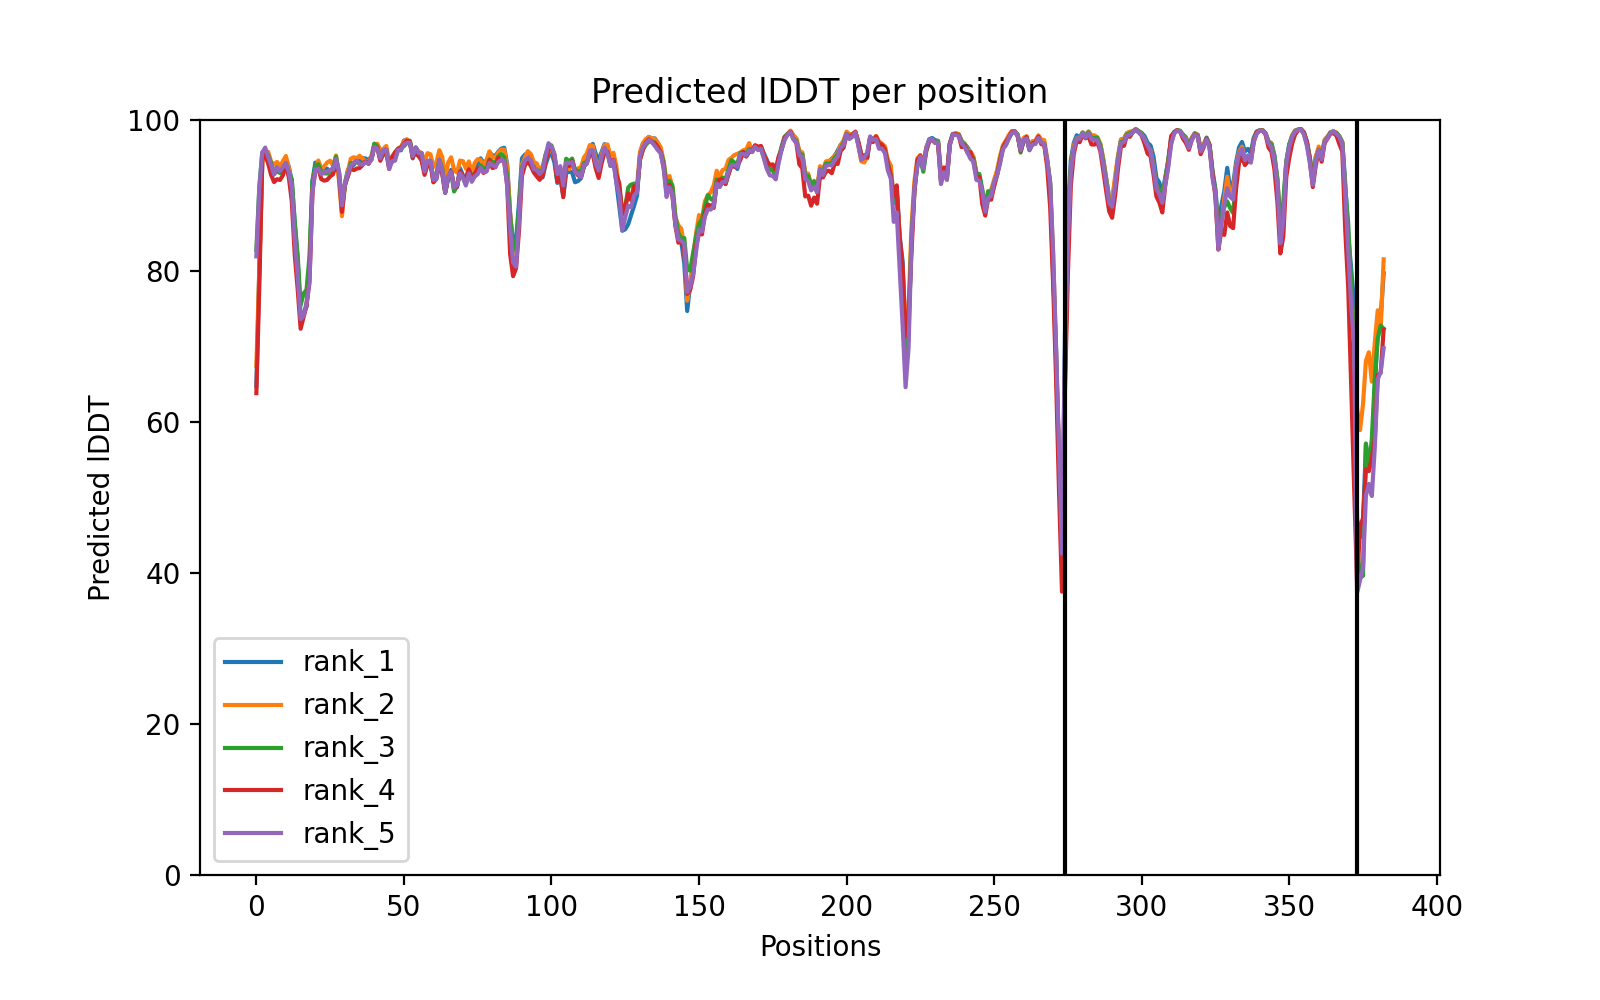 Predicted lDDT per position
100
80
60
40
20
0
Predicted lDDT
rank_1
rank_2
rank_3
rank_4
rank_5
0 50 100 150 200 250 300 350 400
Positions